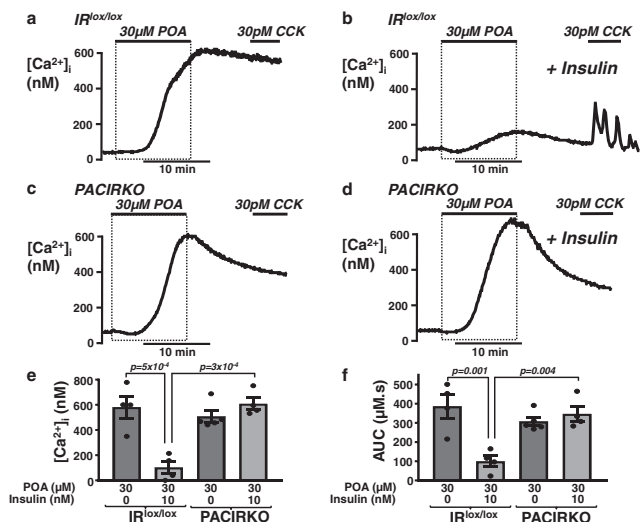 a IRlox/lox
30µM POA 30pM CCK
[Ca2+]i
(nM)
600
400
200
0
10 min
b IRlox/lox
30µM POA 30pM CCK
[Ca2+]i
(nM)
+ Insulin
600
400
200
0
10 min
c PACIRKO
30µM POA 30pM CCK
[Ca2+]i
(nM)
600
400
200
0
10 min
d PACIRKO
30µM POA 30pM CCK
[Ca2+]i
(nM)
+ Insulin
600
400
200
0
10 min
e
p=5x10-4 p=3x10-4
[Ca2+]i (nM)
800
600
400
200
0
POA (µM) 30 30 30 30
Insulin (nM) 0 10 0 10
IRlox/lox PACIRKO
f
p=0.001 p=0.004
AUC (µM.s)
500
400
300
200
100
0
POA (µM) 30 30 30 30
Insulin (nM) 0 10 0 10
IRlox/lox PACIRKO